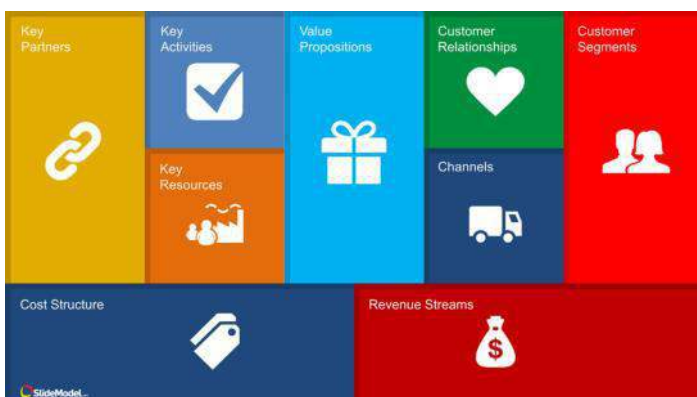 Key
Partners
Key
Activities
Value
Propositions
Customer
Relationships
Customer
Segments
Key
Resources
Channels
Cost Structure
Revenue Streams
$
SlideModel